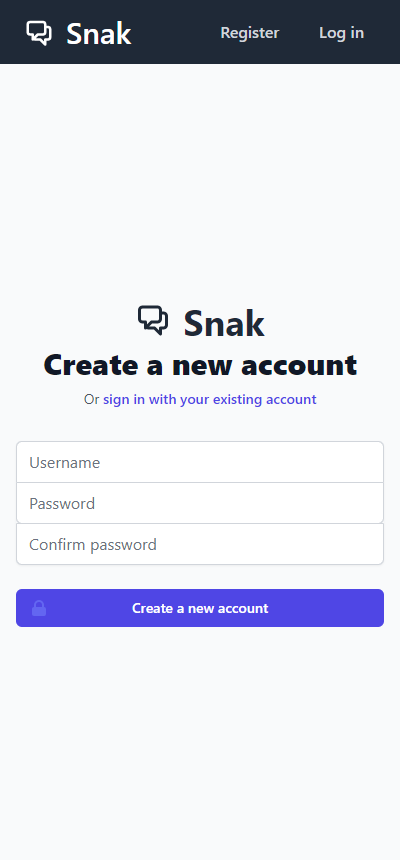 Snak Register Log in
Snak
Create a new account
Or sign in with your existing account
Username
Password
Confirm password
Create a new account